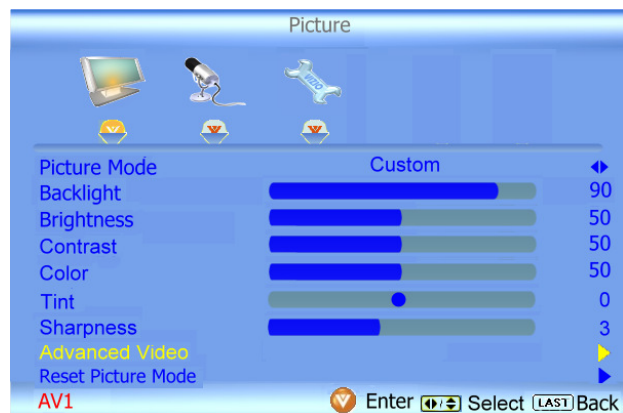 Picture
Picture Mode Custom
Backlight 90
Brightness 50
Contrast 50
Color 50
Tint 0
Sharpness 3
Advanced Video
Reset Picture Mode
AV1 Enter Select LAST Back